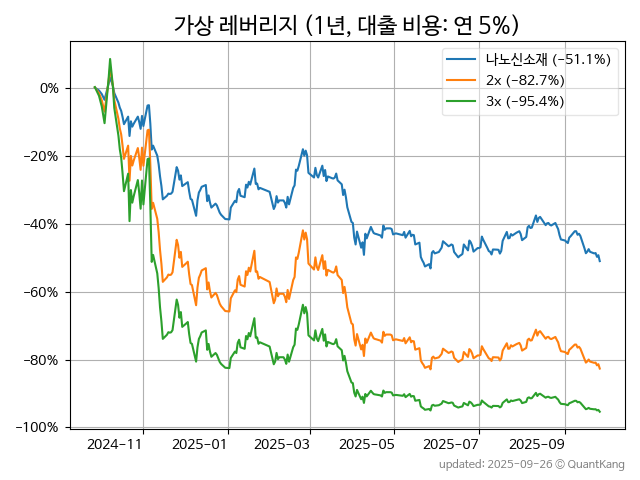 가상 레버리지 (1년, 대출 비용: 연 5%)
나노신소재 (−51.1%)
2x (−82.7%)
3x (−95.4%)
0%
−20%
−40%
−60%
−80%
−100%
2024-11
2025-01
2025-03
2025-05
2025-07
2025-09
updated: 2025-09-26 © QuantKang